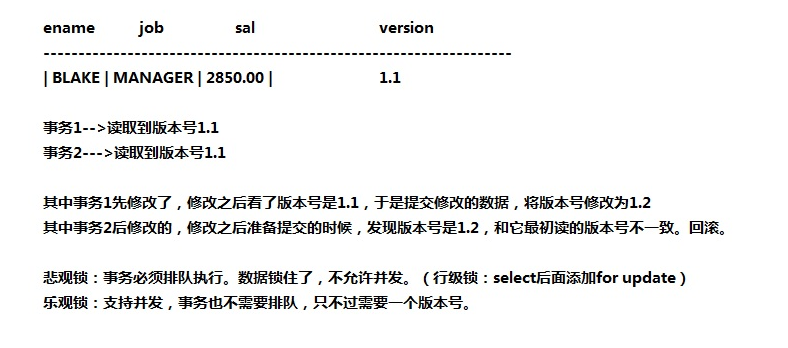 ename job sal version
-------------------------------------------------------------------
| BLAKE | MANAGER | 2850.00 | 1.1
事务1-->读取到版本号1.1
事务2--->读取到版本号1.1
其中事务1先修改了，修改之后看了版本号是1.1，于是提交修改的数据，将版本号修改为1.2
其中事务2后修改的，修改之后准备提交的时候，发现版本号是1.2，和它最初读的版本号不一致。回滚。
悲观锁：事务必须排队执行。数据锁住了，不允许并发。（行级锁：select后面添加for update）
乐观锁：支持并发，事务也不需要排队，只不过需要一个版本号。